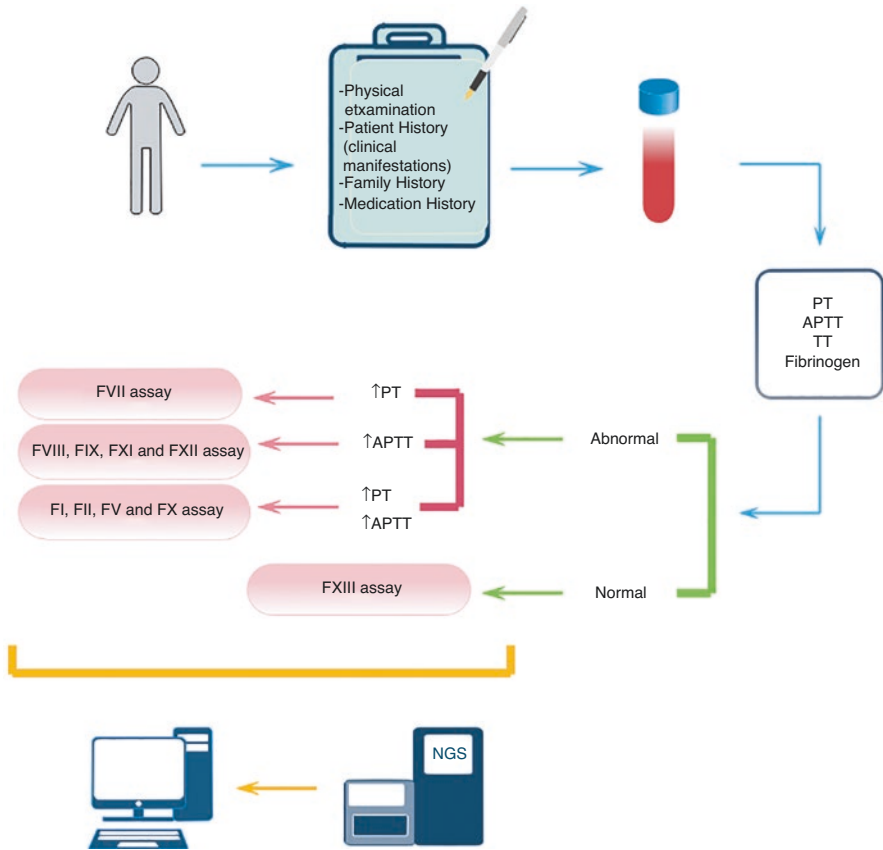 -Physical
etxamination
-Patient History
(clinical
manifestations)
-Family History
-Medication History
PT
APTT
TT
Fibrinogen
FVII assay
↑PT
FVIII, FIX, FXI and FXII assay
↑APTT
Abnormal
FI, FII, FV and FX assay
↑PT
↑APTT
FXIII assay
Normal
NGS